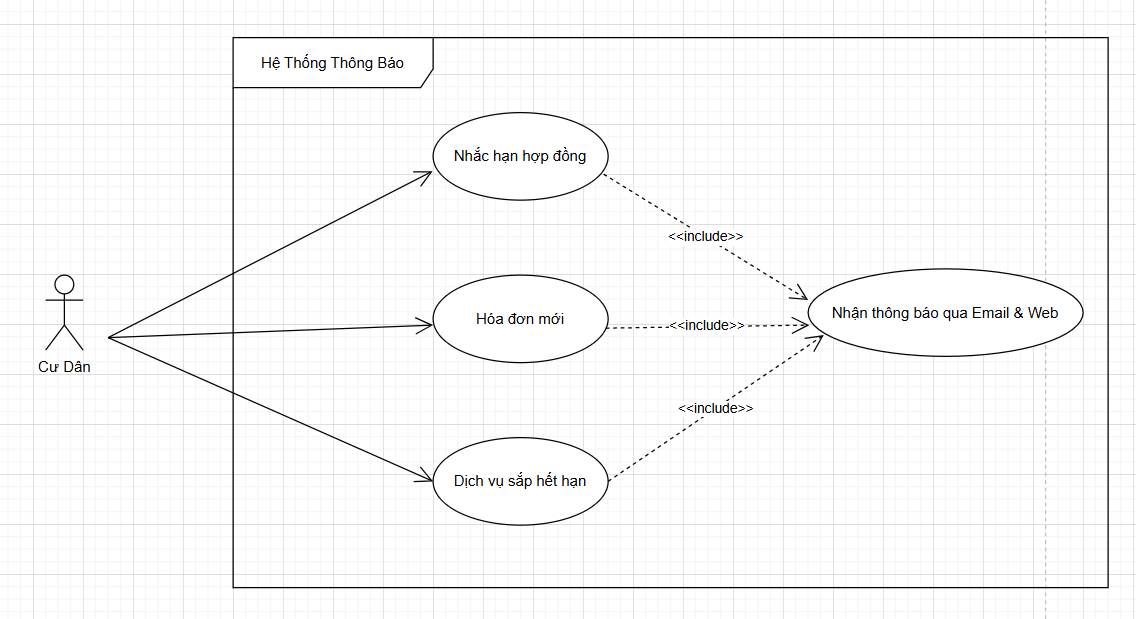 Hệ Thống Thông Báo
Nhắc hạn hợp đồng
<<include>>
Hóa đơn mới
<<include>>
Nhận thông báo qua Email & Web
Cư Dân
<<include>>
Dịch vụ sắp hết hạn